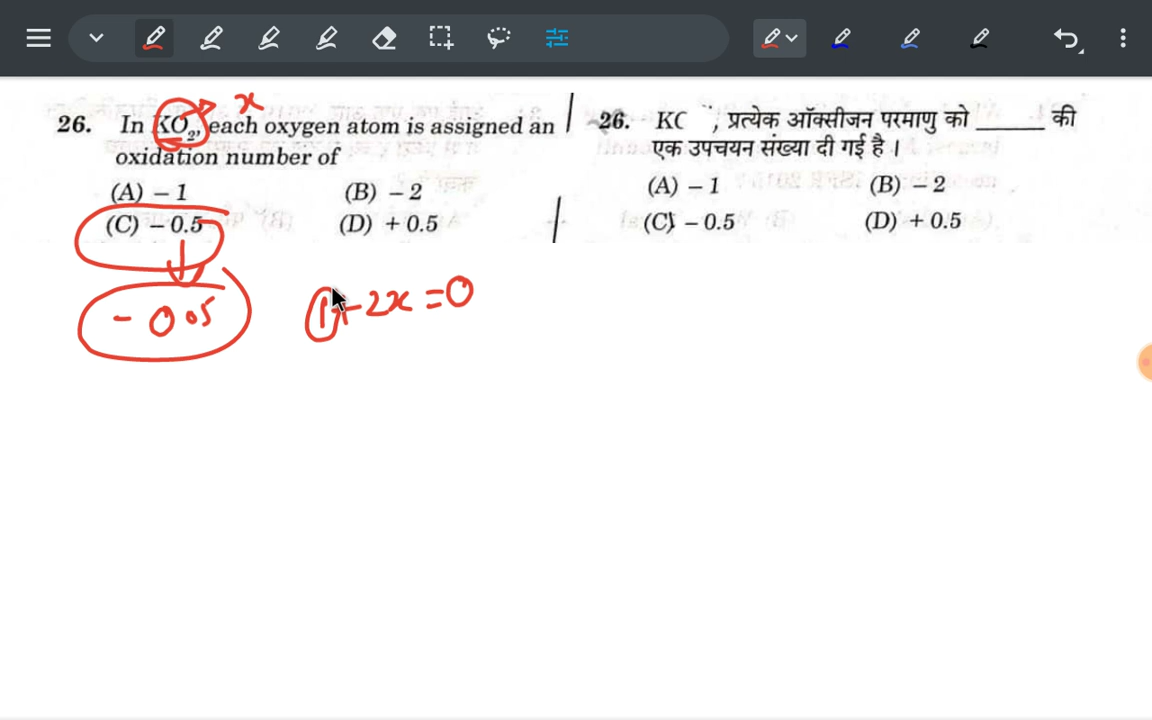 26. In KO2, each oxygen atom is assigned an
oxidation number of
(A) – 1 (B) – 2
(C) – 0.5 (D) + 0.5
26. KC , प्रत्येक ऑक्सीजन परमाणु को ______ की
एक उपचयन संख्या दी गई है ।
(A) – 1 (B) – 2
(C) – 0.5 (D) + 0.5
x
- 0.5
1+2x=0